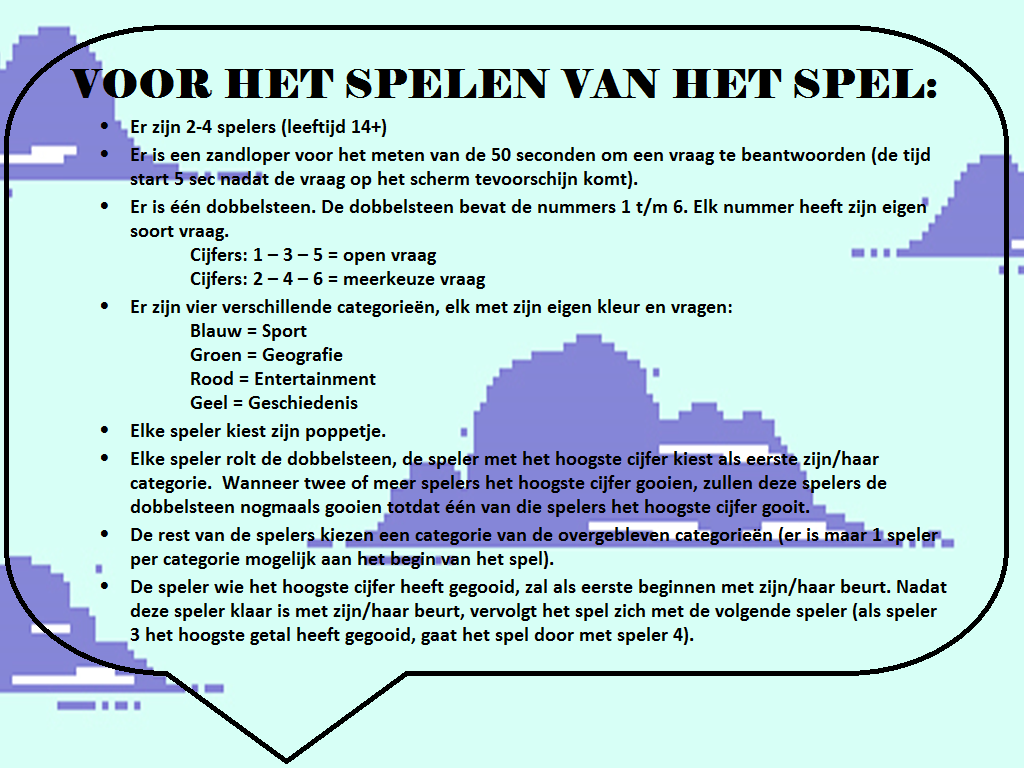 VOOR HET SPELEN VAN HET SPEL:
• Er zijn 2-4 spelers (leeftijd 14+)
• Er is een zandloper voor het meten van de 50 seconden om een vraag te beantwoorden (de tijd
start 5 sec nadat de vraag op het scherm tevoorschijn komt).
• Er is één dobbelsteen. De dobbelsteen bevat de nummers 1 t/m 6. Elk nummer heeft zijn eigen
soort vraag.
Cijfers: 1 – 3 – 5 = open vraag
Cijfers: 2 – 4 – 6 = meerkeuze vraag
• Er zijn vier verschillende categorieën, elk met zijn eigen kleur en vragen:
Blauw = Sport
Groen = Geografie
Rood = Entertainment
Geel = Geschiedenis
• Elke speler kiest zijn poppetje.
• Elke speler rolt de dobbelsteen, de speler met het hoogste cijfer kiest als eerste zijn/haar
categorie.  Wanneer twee of meer spelers het hoogste cijfer gooien, zullen deze spelers de
dobbelsteen nogmaals gooien totdat één van die spelers het hoogste cijfer gooit.
• De rest van de spelers kiezen een categorie van de overgebleven categorieën (er is maar 1 speler
per categorie mogelijk aan het begin van het spel).
• De speler wie het hoogste cijfer heeft gegooid, zal als eerste beginnen met zijn/haar beurt. Nadat
deze speler klaar is met zijn/haar beurt, vervolgt het spel zich met de volgende speler (als speler
3 het hoogste getal heeft gegooid, gaat het spel door met speler 4).